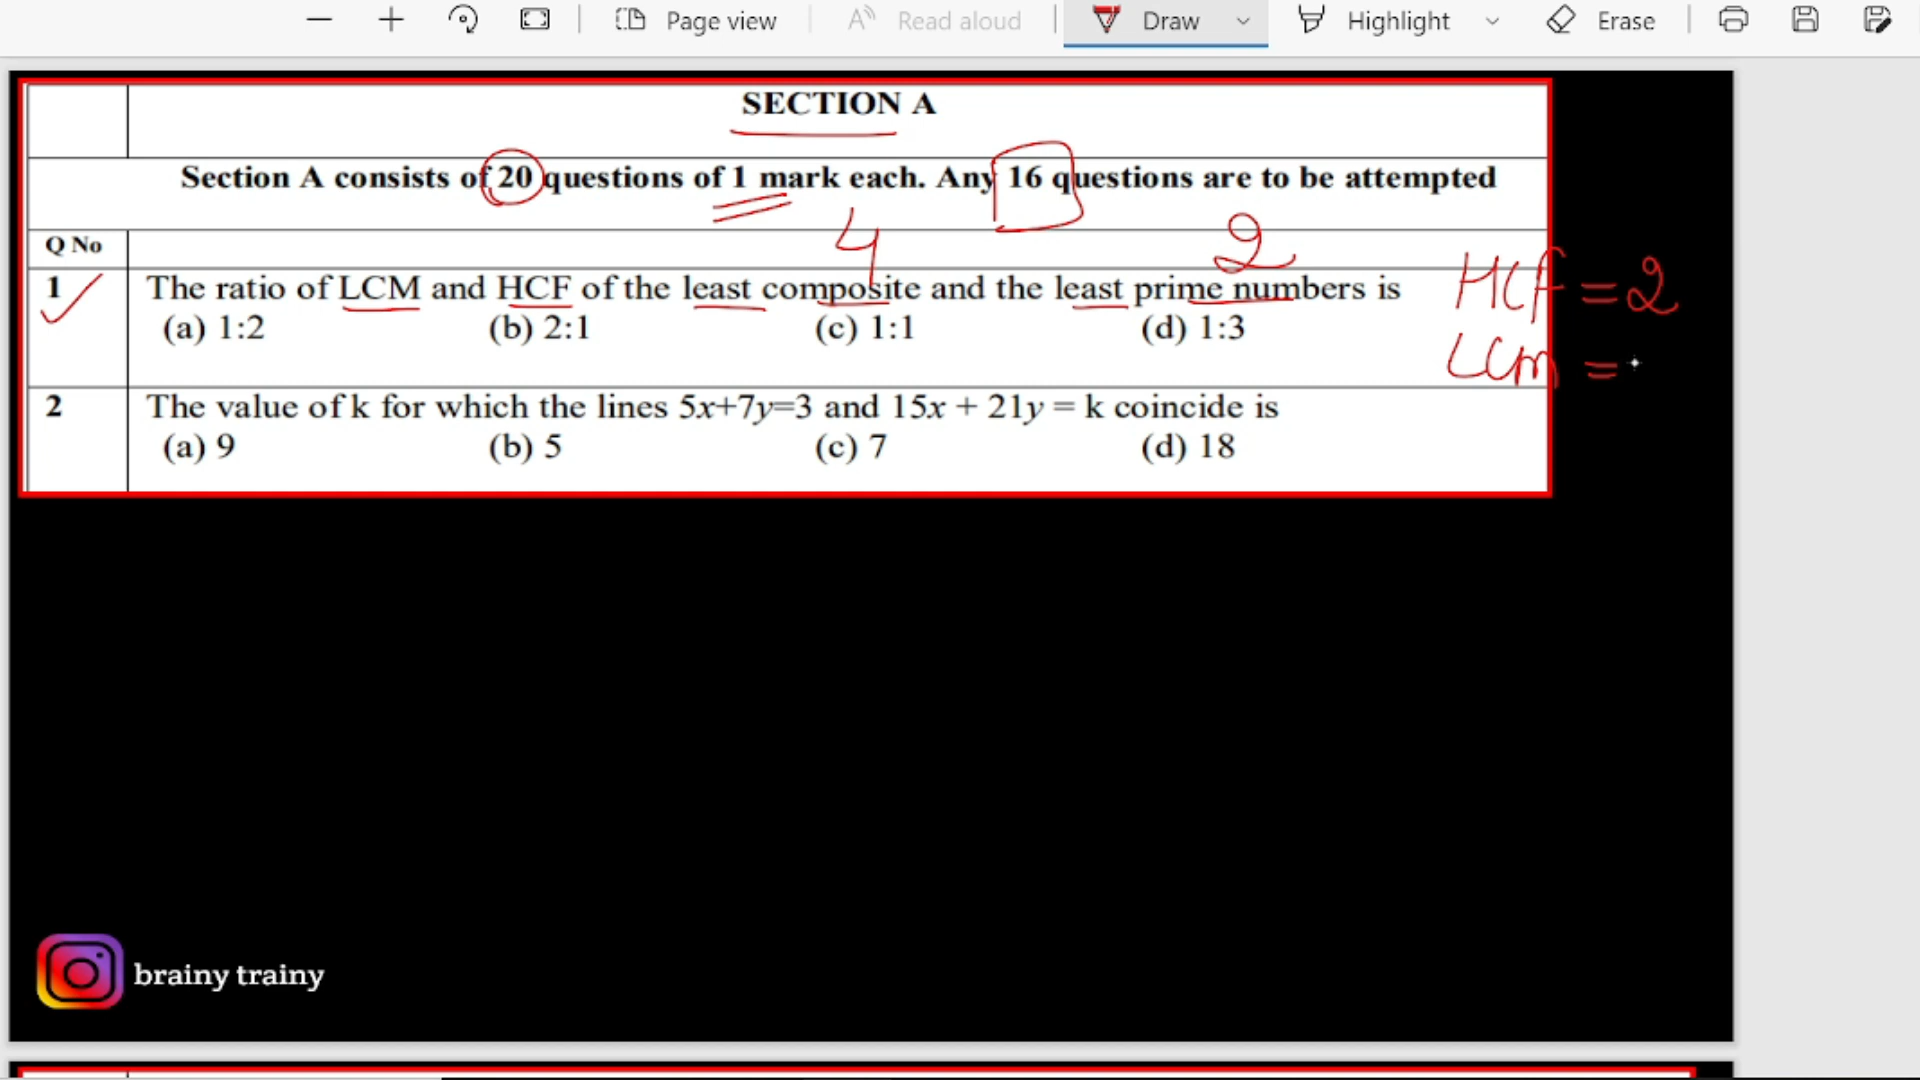 Page view Read aloud Draw Highlight Erase
SECTION A
Section A consists of 20 questions of 1 mark each. Any 16 questions are to be attempted
Q No
4 2
1 The ratio of LCM and HCF of the least composite and the least prime numbers is
HCF = 2
(a) 1:2 (b) 2:1 (c) 1:1 (d) 1:3
LCM =
2 The value of k for which the lines 5x+7y=3 and 15x + 21y = k coincide is
(a) 9 (b) 5 (c) 7 (d) 18
brainy trainy